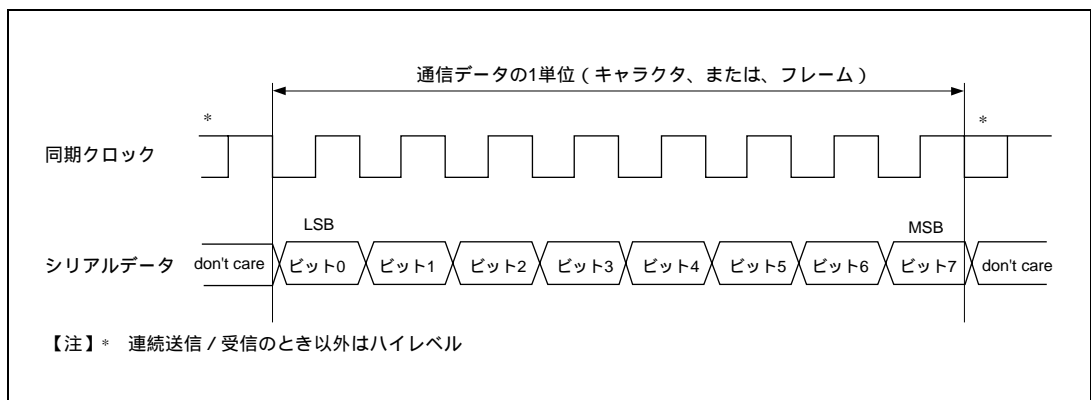 通信データの1単位（キャラクタ、または、フレーム）
* *
同期クロック
LSB MSB
シリアルデータ don't care ビット0 ビット1 ビット2 ビット3 ビット4 ビット5 ビット6 ビット7 don't care
【注】* 連続送信／受信のとき以外はハイレベル